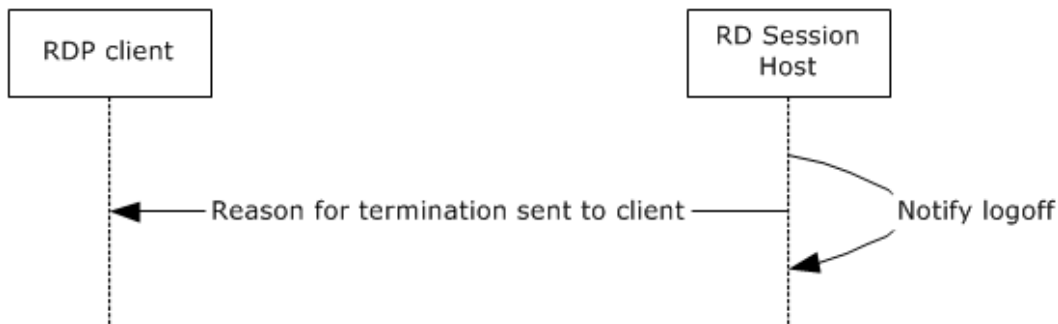 RDP client
RD Session
Host
Reason for termination sent to client
Notify logoff